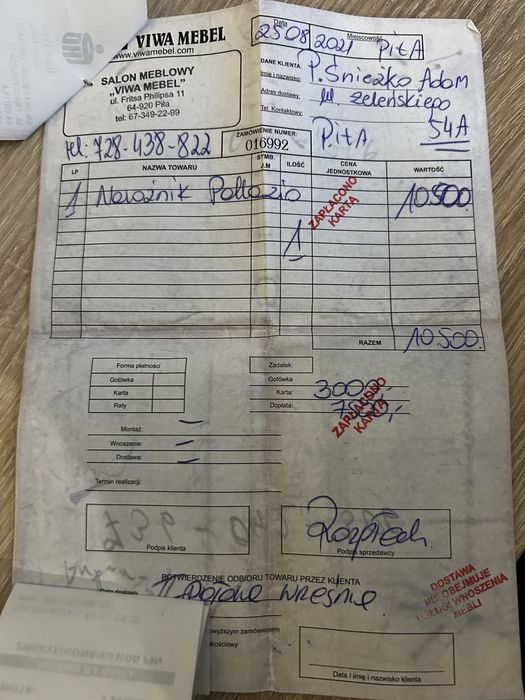 VIWA MEBEL
www.viwamebel.com
SALON MEBLOWY
„VIWA MEBEL"
ul. Fritsa Philipsa 11
64-920 Piła
tel: 67-349-22-99
tel: 728-438-822
Data
25.08.2021
Miejscowość
PIŁA
DANE KLIENTA
Imię i nazwisko:
P. Śnieżko Adam
Adres dostawy:
ul. Żeleńskiego
54A
Tel. Kontaktowy:
PIŁA
ZAMÓWIENIE NUMER:
016992
LP NAZWA TOWARU SYMB. J.M ILOŚĆ CENA JEDNOSTKOWA WARTOŚĆ
1 Narożnik 1 10.500
ZAPŁACONO
KARTĄ
RAZEM 10.500.
Forma płatności
Gotówka
Karta
Raty
Zadatek:
Gotówka
Karta: 3000,-
Dopłata: 7500,-
ZAPŁACONO
KARTĄ
Montaż: –
Wnoszenie: –
Dostawa: –
Termin realizacji:
Podpis klienta
Podpis sprzedawcy
POTWIERDZENIE ODBIORU TOWARU PRZEZ KLIENTA
Data dostawy
DOSTAWA
NIE OBEJMUJE
USŁUGI WNOSZENIA
MEBLI
Data / imię i nazwisko klienta